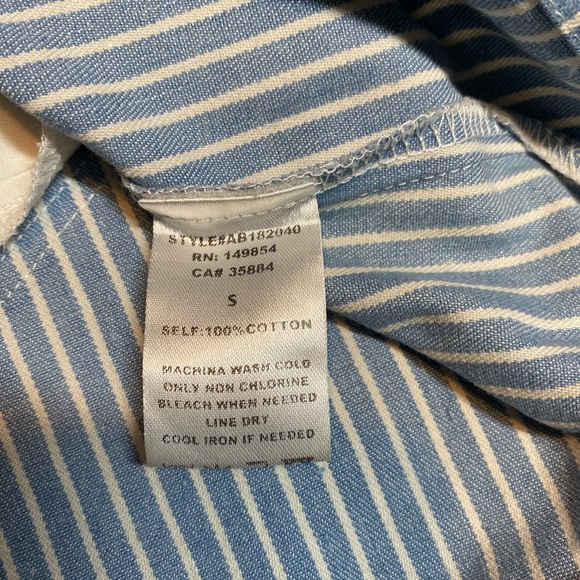 STYLE#AB182040
RN: 149854
CA# 35884
S
SELF:100%COTTON
MACHINA WASH COLD
ONLY NON CHLORINE
BLEACH WHEN NEEDED
LINE DRY
COOL IRON IF NEEDED